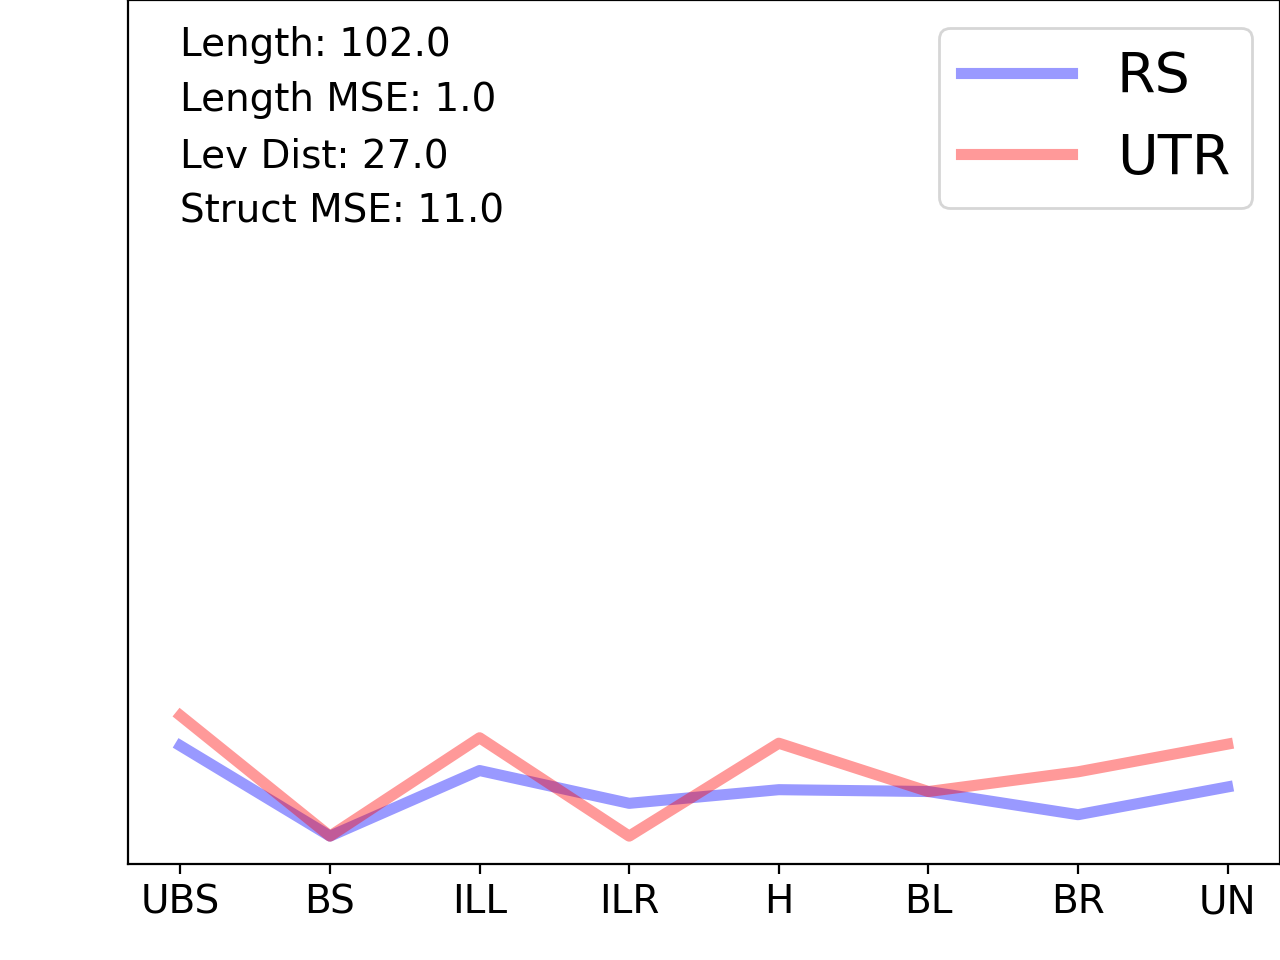 Length: 102.0
Length MSE: 1.0
Lev Dist: 27.0
Struct MSE: 11.0
RS
UTR
UBS BS ILL ILR H BL BR UN